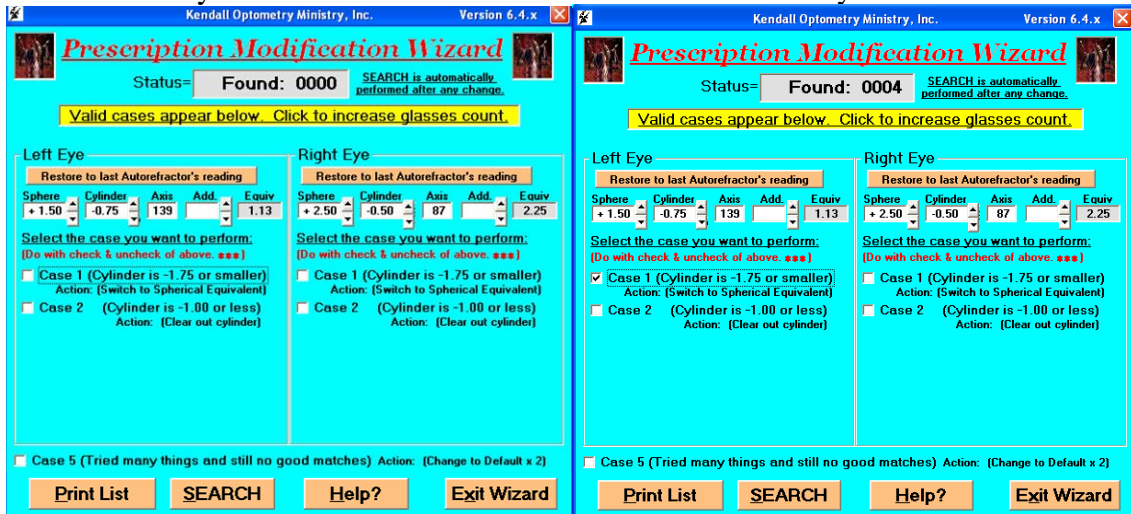 Kendall Optometry Ministry, Inc. Version 6.4.x
Prescription Modification Wizard
Status= Found: 0000 SEARCH is automatically
performed after any change.
Valid cases appear below. Click to increase glasses count.
Left Eye
Restore to last Autorefractor's reading
Sphere Cylinder Axis Add. Equiv
+ 1.50 -0.75 139 1.13
Select the case you want to perform:
(Do with check & uncheck of above. ***)
Case 1 (Cylinder is -1.75 or smaller)
Action: (Switch to Spherical Equivalent)
Case 2 (Cylinder is -1.00 or less)
Action: (Clear out cylinder)
Right Eye
Restore to last Autorefractor's reading
Sphere Cylinder Axis Add. Equiv
+ 2.50 -0.50 87 2.25
Select the case you want to perform:
(Do with check & uncheck of above. ***)
Case 1 (Cylinder is -1.75 or smaller)
Action: (Switch to Spherical Equivalent)
Case 2 (Cylinder is -1.00 or less)
Action: (Clear out cylinder)
Case 5 (Tried many things and still no good matches) Action: (Change to Default x 2)
Print List SEARCH Help? Exit Wizard
Kendall Optometry Ministry, Inc. Version 6.4.x
Prescription Modification Wizard
Status= Found: 0004 SEARCH is automatically
performed after any change.
Valid cases appear below. Click to increase glasses count.
Left Eye
Restore to last Autorefractor's reading
Sphere Cylinder Axis Add. Equiv
+ 1.50 -0.75 139 1.13
Select the case you want to perform:
(Do with check & uncheck of above. ***)
Case 1 (Cylinder is -1.75 or smaller)
Action: (Switch to Spherical Equivalent)
Case 2 (Cylinder is -1.00 or less)
Action: (Clear out cylinder)
Right Eye
Restore to last Autorefractor's reading
Sphere Cylinder Axis Add. Equiv
+ 2.50 -0.50 87 2.25
Select the case you want to perform:
(Do with check & uncheck of above. ***)
Case 1 (Cylinder is -1.75 or smaller)
Action: (Switch to Spherical Equivalent)
Case 2 (Cylinder is -1.00 or less)
Action: (Clear out cylinder)
Case 5 (Tried many things and still no good matches) Action: (Change to Default x 2)
Print List SEARCH Help? Exit Wizard